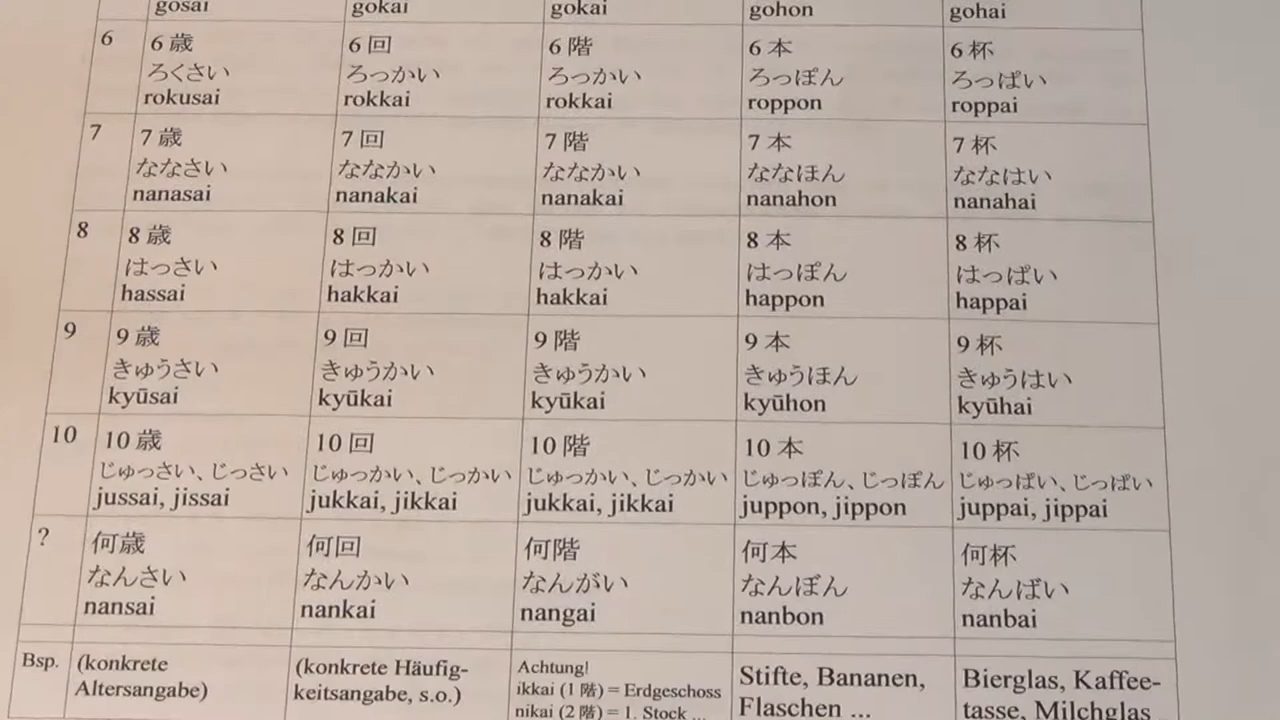 gosai gokai gokai gohon gohai
6 6歳 6回 6階 6本 6杯
ろくさい ろっかい ろっかい ろっぽん ろっぱい
rokusai rokkai rokkai roppon roppai
7 7歳 7回 7階 7本 7杯
ななさい ななかい ななかい ななほん ななはい
nanasai nanakai nanakai nanahon nanahai
8 8歳 8回 8階 8本 8杯
はっさい はっかい はっかい はっぽん はっぱい
hassai hakkai hakkai happon happai
9 9歳 9回 9階 9本 9杯
きゅうさい きゅうかい きゅうかい きゅうほん きゅうはい
kyūsai kyūkai kyūkai kyūhon kyūhai
10 10歳 10回 10階 10本 10杯
じゅっさい、じっさい じゅっかい、じっかい じゅっかい、じっかい じゅっぽん、じっぽん じゅっぱい、じっぱい
jussai, jissai jukkai, jikkai jukkai, jikkai juppon, jippon juppai, jippai
? 何歳 何回 何階 何本 何杯
なんさい なんかい なんがい なんぼん なんばい
nansai nankai nangai nanbon nanbai
Bsp. (konkrete (konkrete Häufig- Achtung! Stifte, Bananen, Bierglas, Kaffee-
Altersangabe) keitsangabe, s.o.) ikkai (1階) = Erdgeschoss Flaschen ... tasse, Milchglas
nikai (2階) = 1. Stock ...